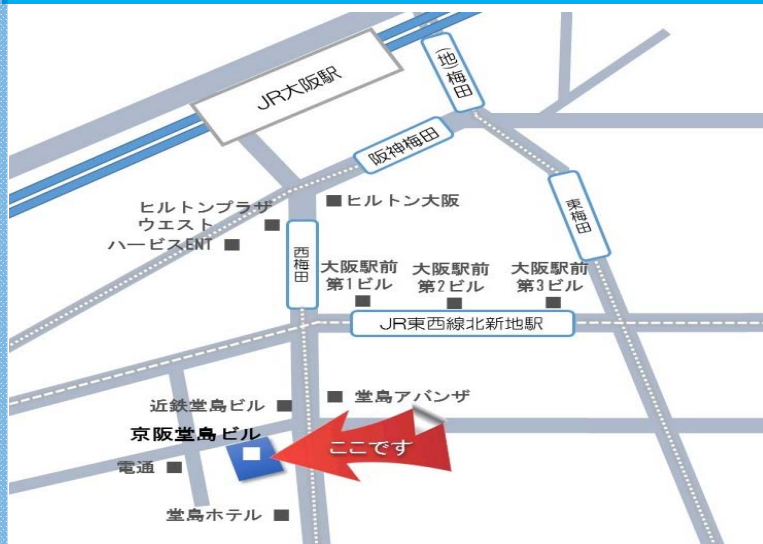 JR大阪駅
(地)梅田
阪神梅田
ヒルトンプラザ
ウエスト
ヒルトン大阪
東梅田
ハービスENT
西梅田
大阪駅前
第1ビル
大阪駅前
第2ビル
大阪駅前
第3ビル
JR東西線北新地駅
近鉄堂島ビル
堂島アバンザ
京阪堂島ビル
ここです
電通
堂島ホテル